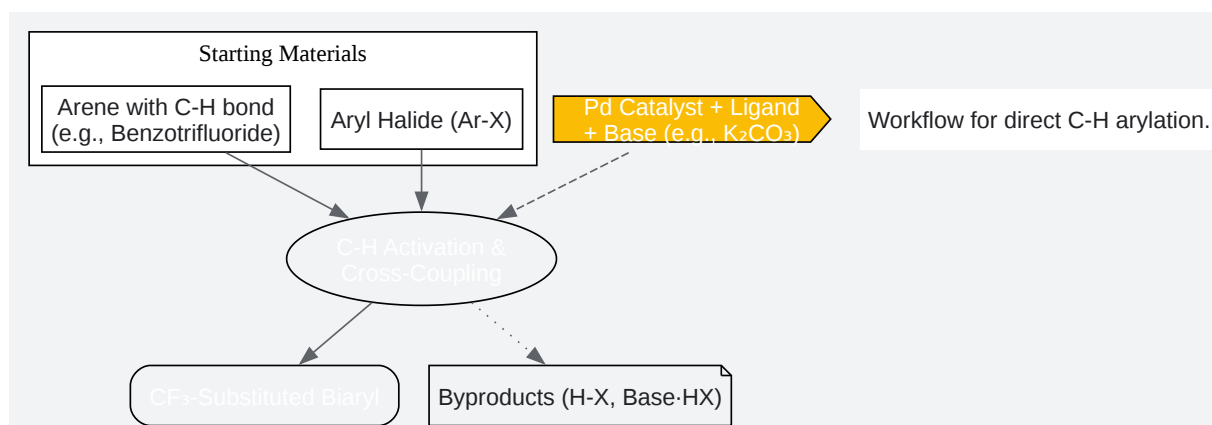 Starting Materials
Arene with C-H bond
(e.g., Benzotrifluoride)
Aryl Halide (Ar-X)
Pd Catalyst + Ligand
+ Base (e.g., K₂CO₃)
Workflow for direct C-H arylation.
C-H Activation &
Cross-Coupling
CF₃-Substituted Biaryl
Byproducts (H-X, Base·HX)